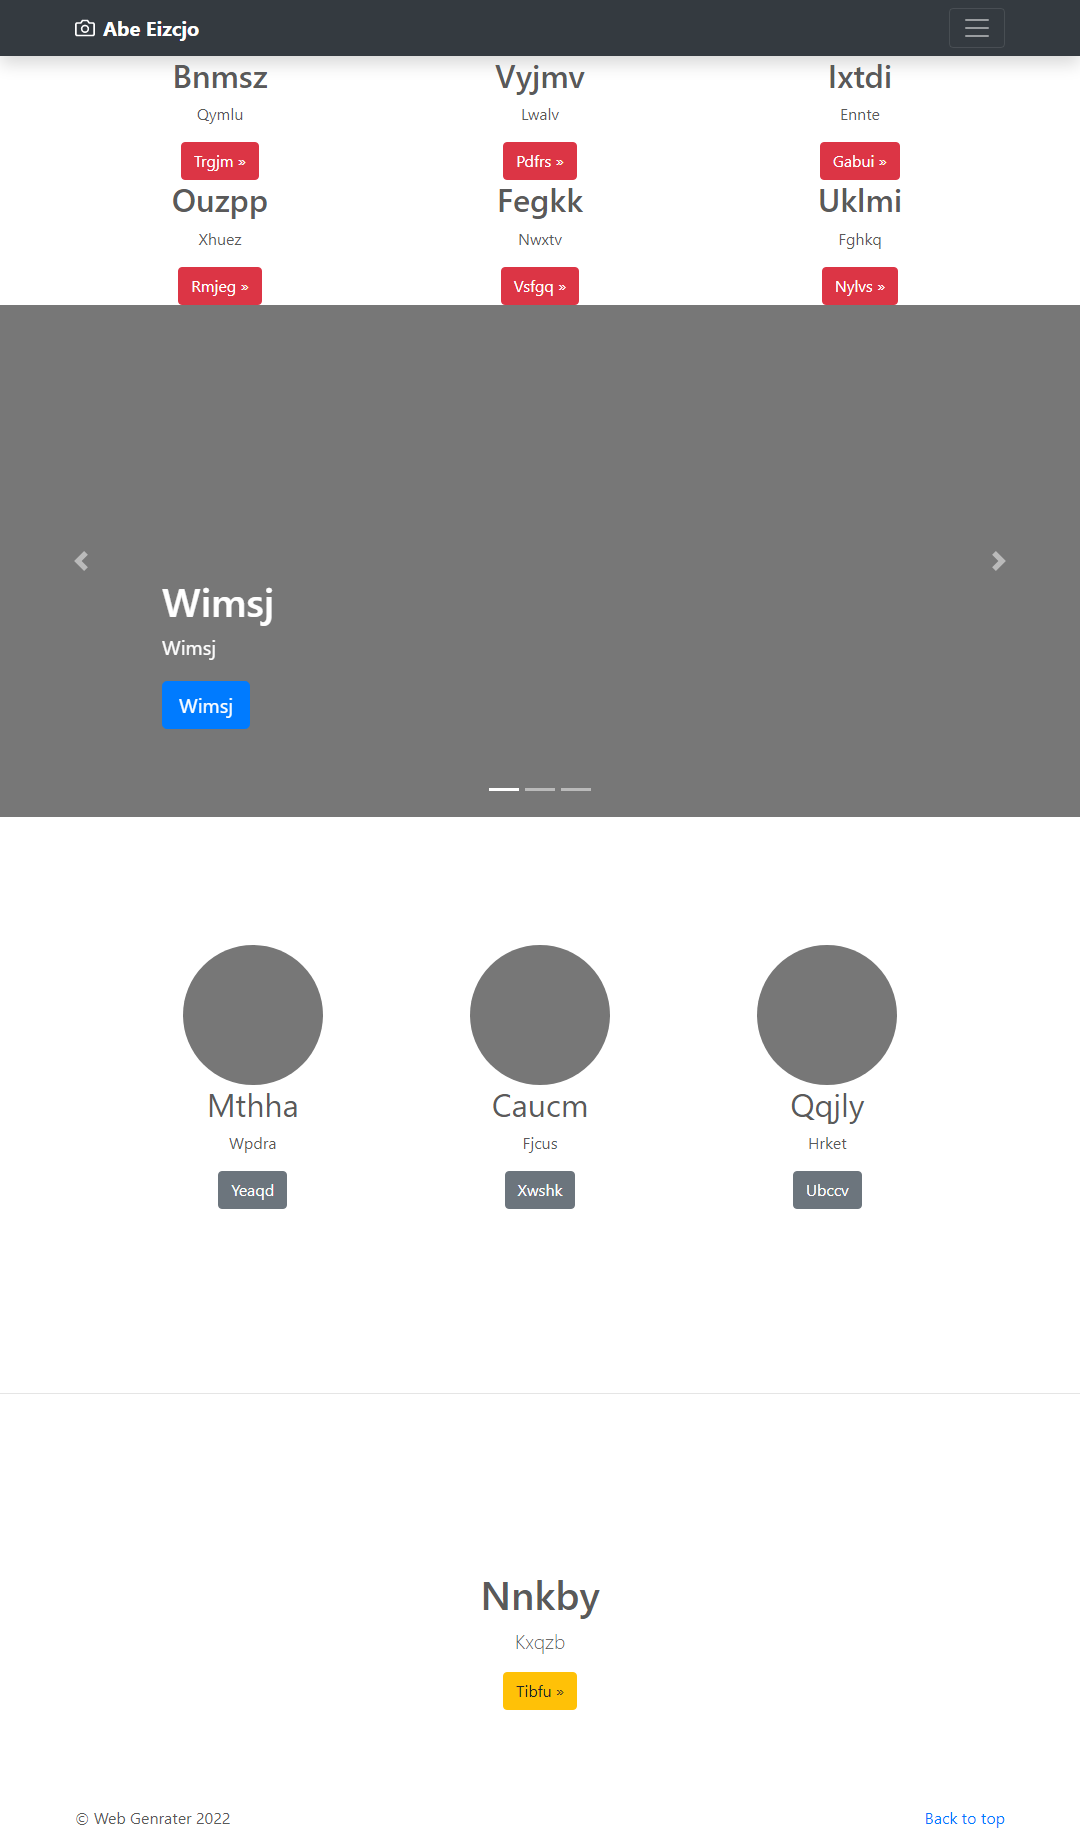 Abe Eizcjo
Bnmsz
Qymlu
Trgjm »
Vyjmv
Lwalv
Pdfrs »
Ixtdi
Ennte
Gabui »
Ouzpp
Xhuez
Rmjeg »
Fegkk
Nwxtv
Vsfgq »
Uklmi
Fghkq
Nylvs »
Wimsj
Wimsj
Wimsj
Mthha
Wpdra
Yeaqd
Caucm
Fjcus
Xwshk
Qqjly
Hrket
Ubccv
Nnkby
Kxqzb
Tibfu »
© Web Genrater 2022
Back to top